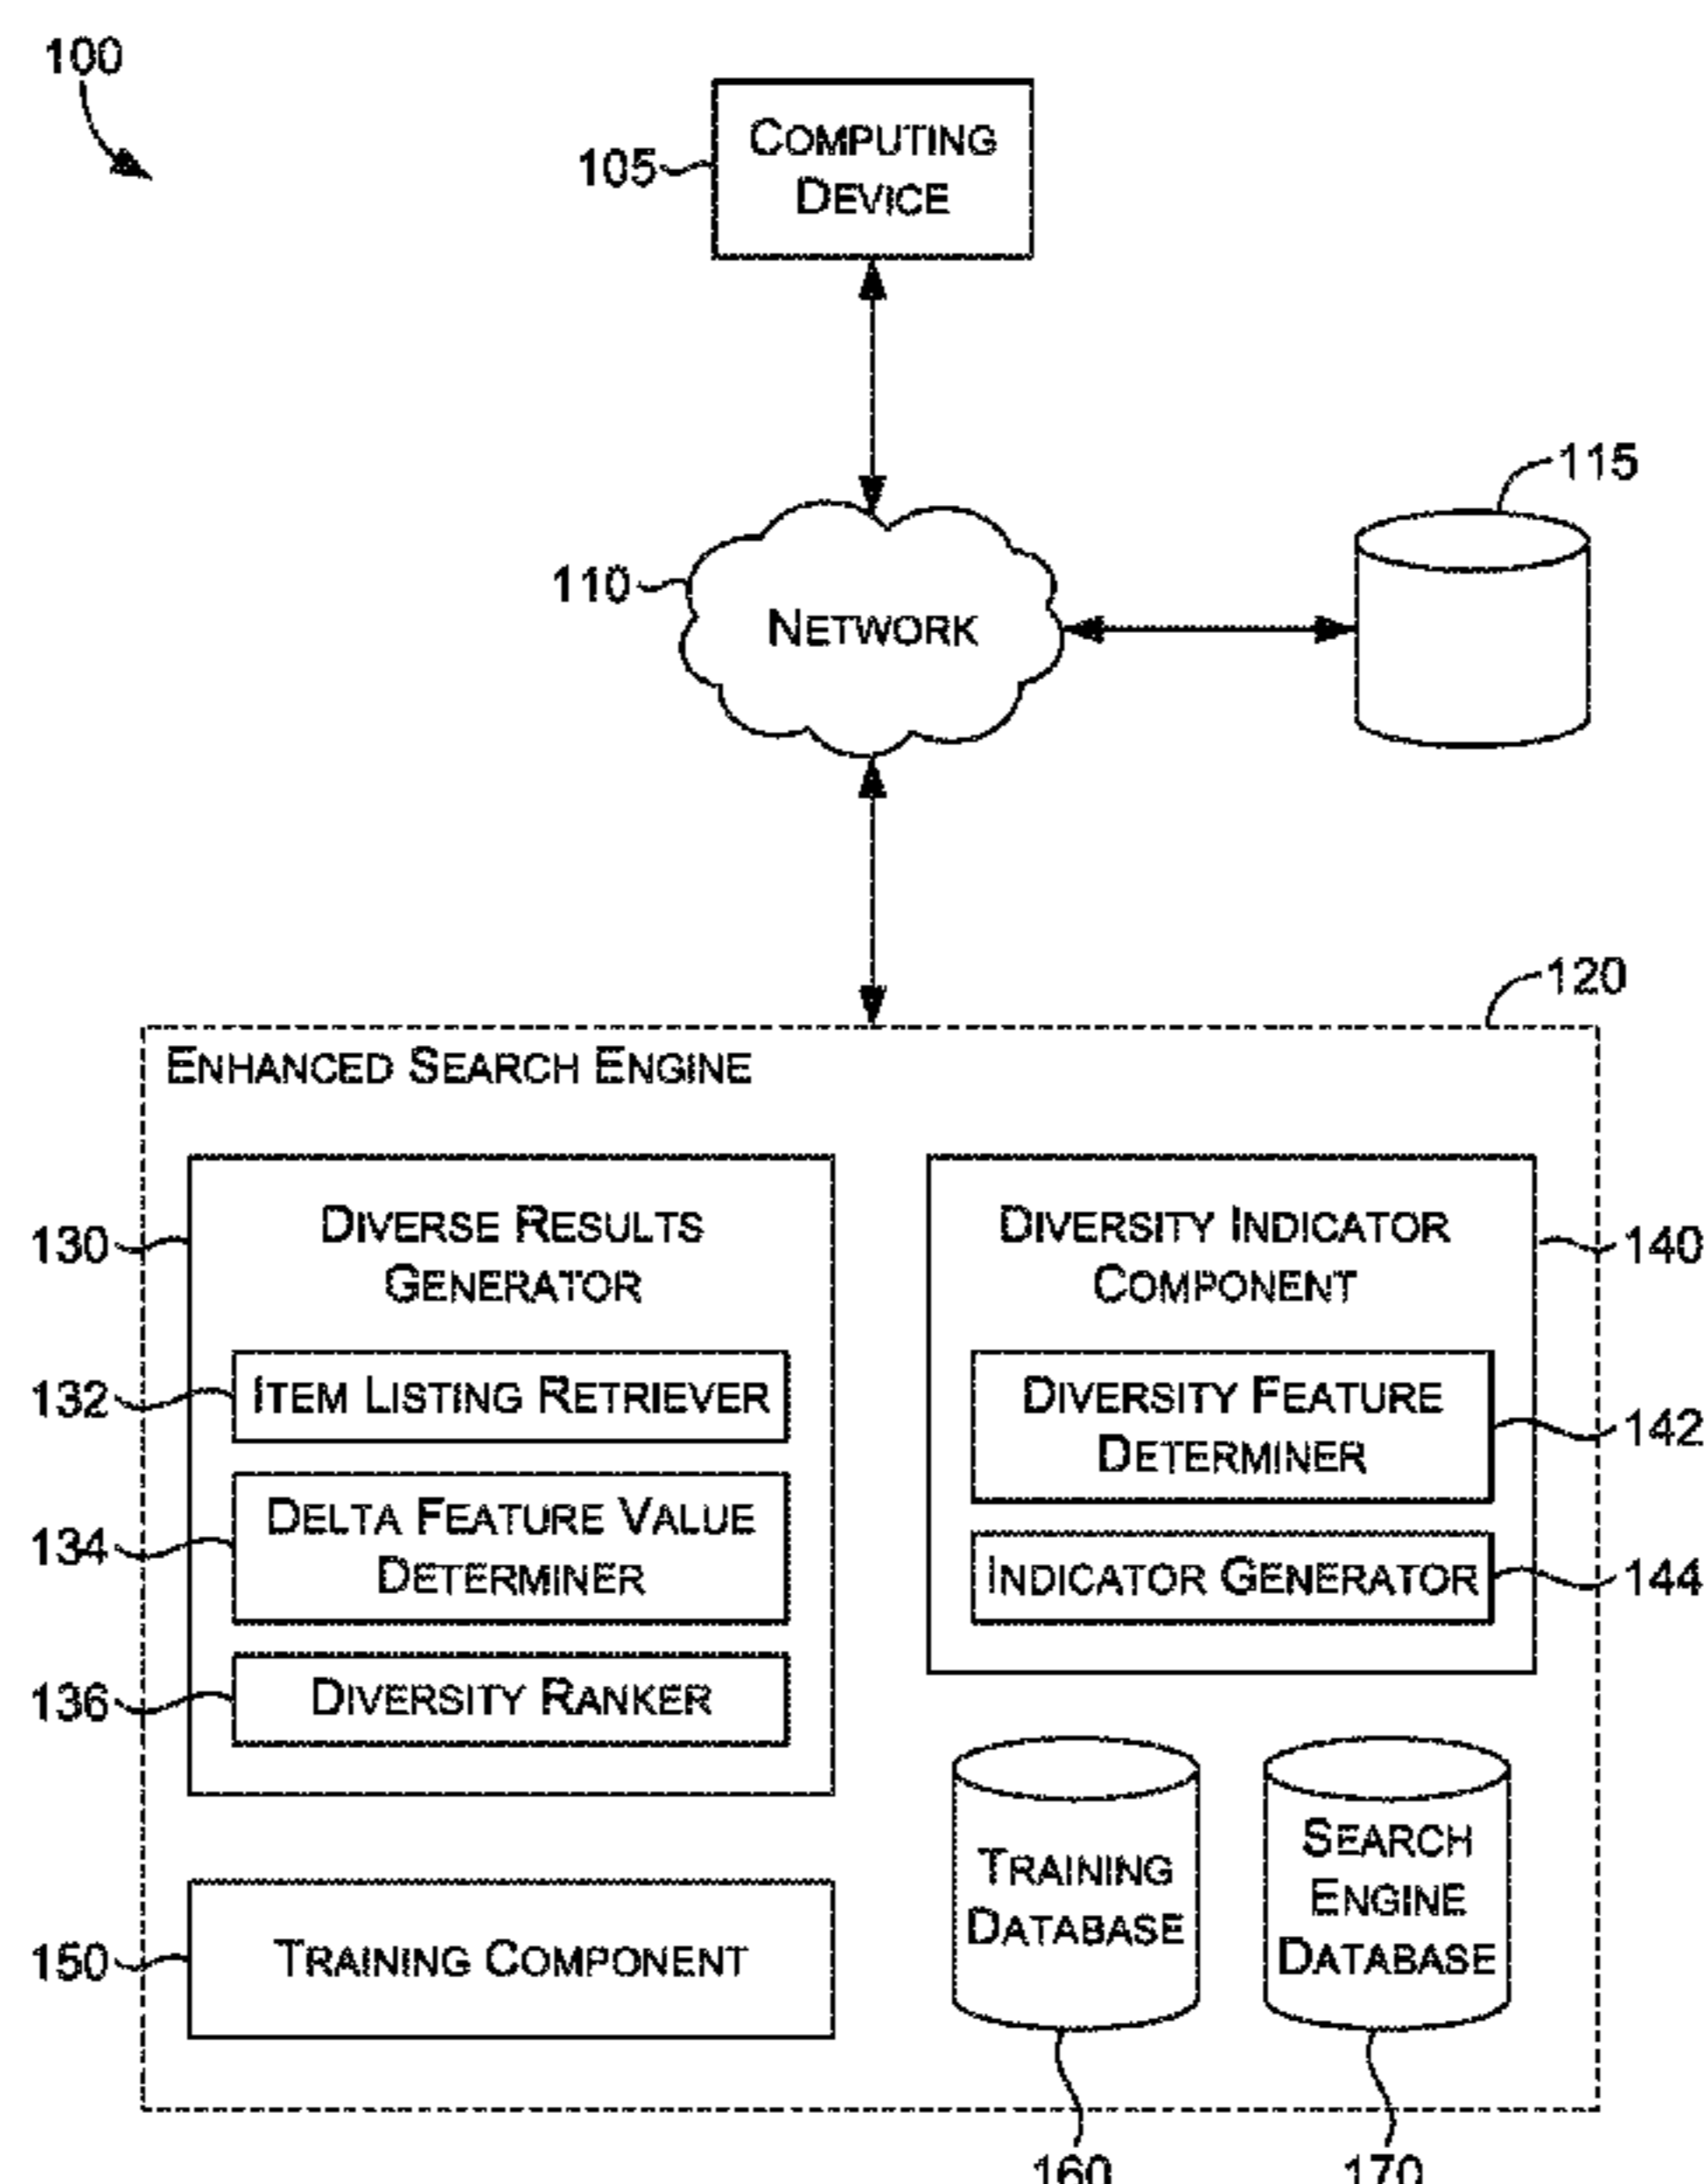 100
COMPUTING
DEVICE
105
115
110
NETWORK
120
ENHANCED SEARCH ENGINE
130
DIVERSE RESULTS
GENERATOR
132
ITEM LISTING RETRIEVER
134
DELTA FEATURE VALUE
DETERMINER
136
DIVERSITY RANKER
DIVERSITY INDICATOR
COMPONENT
140
DIVERSITY FEATURE
DETERMINER
142
INDICATOR GENERATOR
144
150
TRAINING COMPONENT
TRAINING
DATABASE
SEARCH
ENGINE
DATABASE
160
170